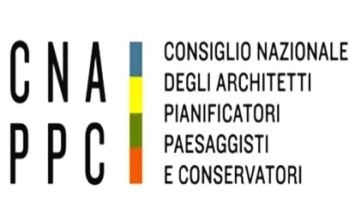 CNA
PPC
CONSIGLIO NAZIONALE
DEGLI ARCHITETTI
PIANIFICATORI
PAESAGGISTI
E CONSERVATORI